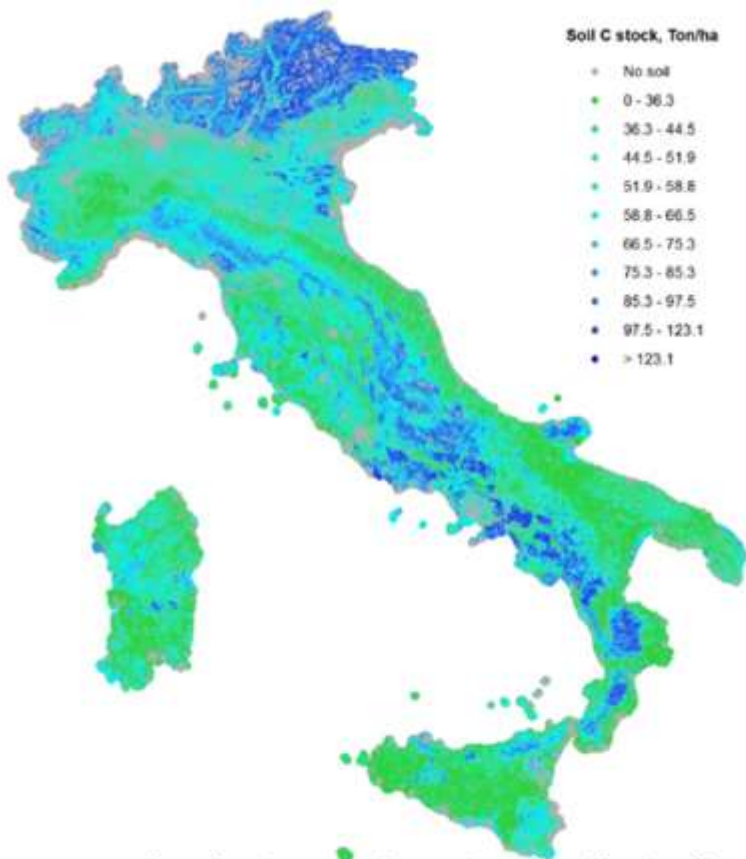 Soil C stock, Ton/ha
No soil
0 - 36.3
36.3 - 44.5
44.5 - 51.9
51.9 - 58.8
58.8 - 66.5
66.5 - 75.3
75.3 - 85.3
85.3 - 97.5
97.5 - 123.1
> 123.1